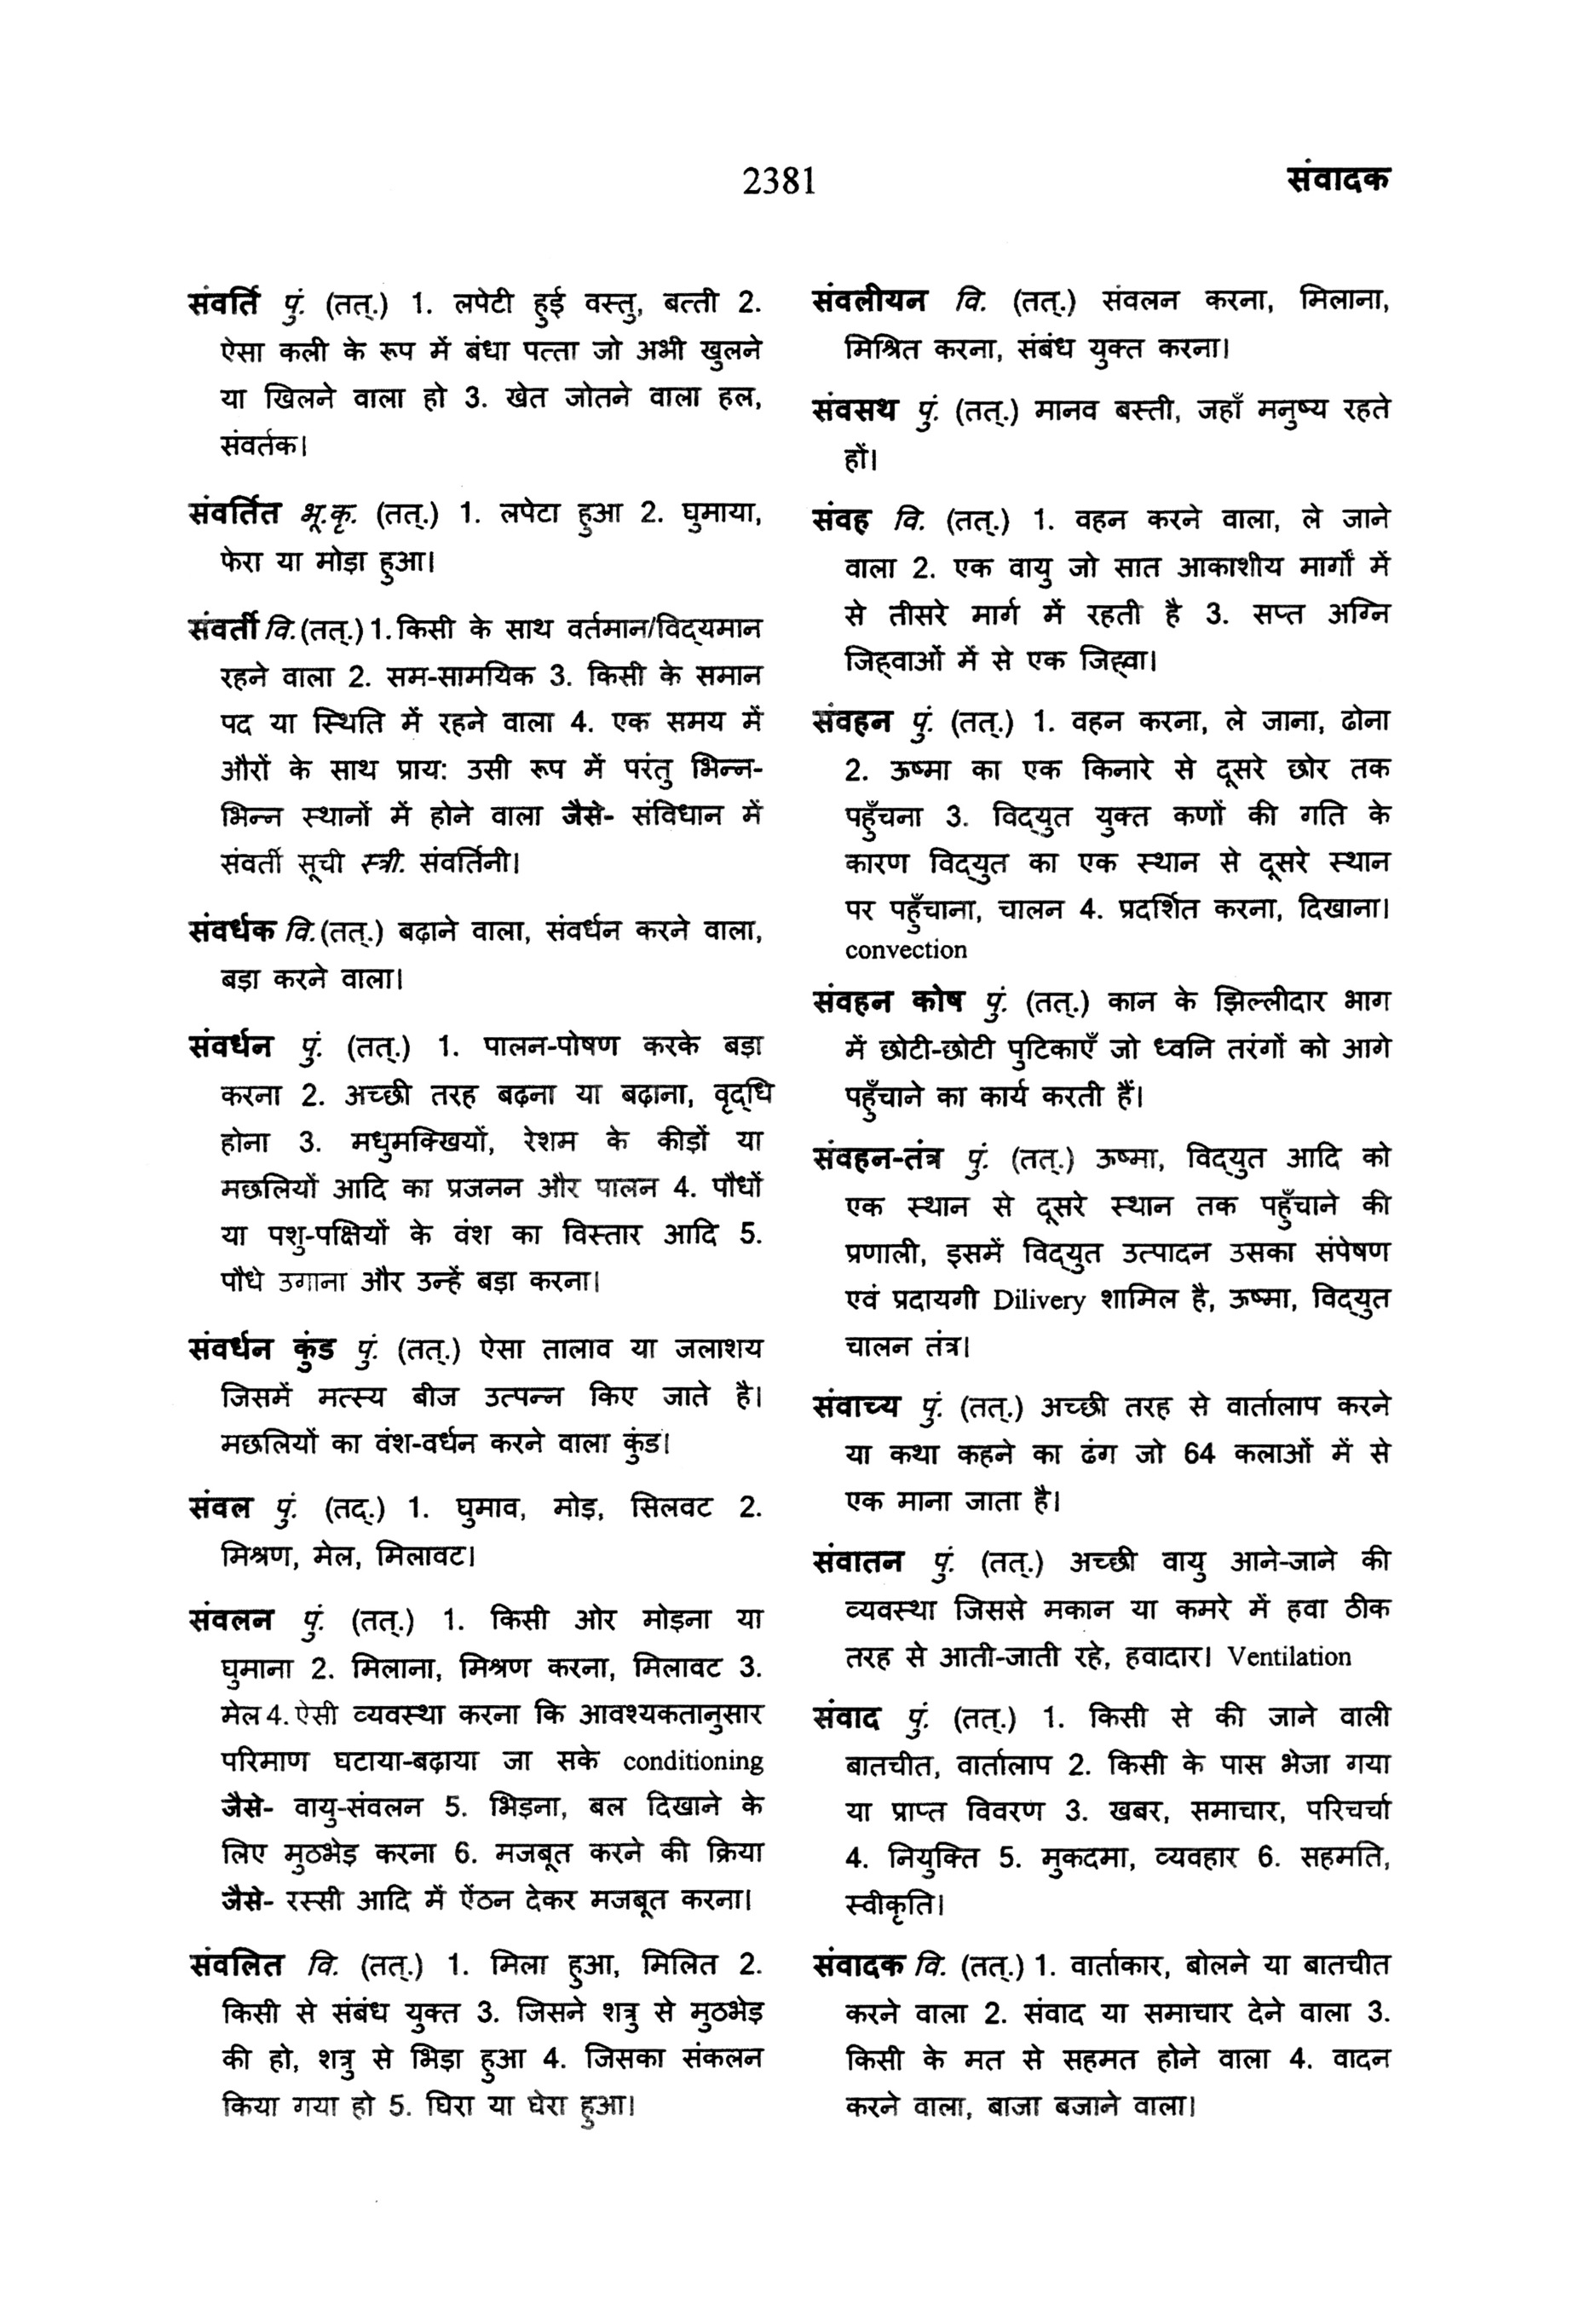 2381
संवादक
संवर्ति पुं. (तत्.) 1. लपेटी हुई वस्तु, बत्ती 2.
ऐसा कली के रूप में बंधा पत्ता जो अभी खुलने
या खिलने वाला हो 3. खेत जोतने वाला हल,
संवर्तक।
संवर्तित भू.कृ. (तत्.) 1. लपेटा हुआ 2. घुमाया,
फेरा या मोड़ा हुआ।
संवर्ती वि.(तत्.)1.किसी के साथ वर्तमान/विद्‌यमान
रहने वाला 2. सम-सामयिक 3. किसी के समान
पद या स्थिति में रहने वाला 4. एक समय में
औरों के साथ प्राय: उसी रूप में परंतु भिन्न-
भिन्न स्थानों में होने वाला जैसे- संविधान में
संवर्ती सूची स्त्री. संवर्तिनी।
संवर्धक वि.(तत्.) बढ़ाने वाला, संवर्धन करने वाला,
बड़ा करने वाला।
संवर्धन पुं. (तत्.) 1. पालन-पोषण करके बड़ा
करना 2. अच्छी तरह बढ़ना या बढ़ाना, वृद्‌धि
होना 3. मधुमक्खियों, रेशम के कीड़ों या
मछलियों आदि का प्रजनन और पालन 4. पौधों
या पशु-पक्षियों के वंश का विस्तार आदि 5.
पौधे उगाना और उन्हें बड़ा करना।
संवर्धन कुंड पुं. (तत्.) ऐसा तालाव या जलाशय
जिसमें मत्स्य बीज उत्पन्न किए जाते है।
मछलियों का वंश-वर्धन करने वाला कुंड।
संवल पुं. (तद्.) 1. घुमाव, मोड़, सिलवट 2.
मिश्रण, मेल, मिलावट।
संवलन पुं. (तत्.) 1. किसी ओर मोड़ना या
घुमाना 2. मिलाना, मिश्रण करना, मिलावट 3.
मेल 4. ऐसी व्यवस्था करना कि आवश्यकतानुसार
परिमाण घटाया-बढ़ाया जा सके conditioning
जैसे- वायु-संवलन 5. भिड़ना, बल दिखाने के
लिए मुठभेड़ करना 6. मजबूत करने की क्रिया
जैसे- रस्सी आदि में ऐंठन देकर मजबूत करना।
संवलित वि. (तत्.) 1. मिला हुआ, मिलित 2.
किसी से संबंध युक्त 3. जिसने शत्रु से मुठभेड़
की हो, शत्रु से भिड़ा हुआ 4. जिसका संकलन
किया गया हो 5. घिरा या घेरा हुआ।
संवलीयन वि. (तत्.) संवलन करना, मिलाना,
मिश्रित करना, संबंध युक्त करना।
संवसथ पुं. (तत्.) मानव बस्ती, जहाँ मनुष्य रहते
हों।
संवह वि. (तत्.) 1. वहन करने वाला, ले जाने
वाला 2. एक वायु जो सात आकाशीय मार्गों में
से तीसरे मार्ग में रहती है 3. सप्त अग्नि
जिह्‌वाओं में से एक जिह्‌वा।
संवहन पुं. (तत्.) 1. वहन करना, ले जाना, ढोना
2. ऊष्मा का एक किनारे से दूसरे छोर तक
पहुँचना 3. विद्‌युत युक्त कणों की गति के
कारण विद्‌युत का एक स्थान से दूसरे स्थान
पर पहुँचाना, चालन 4. प्रदर्शित करना, दिखाना।
convection
संवहन कोष पुं. (तत्.) कान के झिल्लीदार भाग
में छोटी-छोटी पुटिकाएँ जो ध्वनि तरंगों को आगे
पहुँचाने का कार्य करती हैं।
संवहन-तंत्र पुं. (तत्.) ऊष्मा, विद्‌युत आदि को
एक स्थान से दूसरे स्थान तक पहुँचाने की
प्रणाली, इसमें विद्‌युत उत्पादन उसका संपेषण
एवं प्रदायगी Dilivery शामिल है, ऊष्मा, विद्‌युत
चालन तंत्र।
संवाच्य पुं. (तत्.) अच्छी तरह से वार्तालाप करने
या कथा कहने का ढंग जो 64 कलाओं में से
एक माना जाता है।
संवातन पुं. (तत्.) अच्छी वायु आने-जाने की
व्यवस्था जिससे मकान या कमरे में हवा ठीक
तरह से आती-जाती रहे, हवादार। Ventilation
संवाद पुं. (तत्.) 1. किसी से की जाने वाली
बातचीत, वार्तालाप 2. किसी के पास भेजा गया
या प्राप्त विवरण 3. खबर, समाचार, परिचर्चा
4. नियुक्ति 5. मुकदमा, व्यवहार 6. सहमति,
स्वीकृति।
संवादक वि. (तत्.) 1. वार्ताकार, बोलने या बातचीत
करने वाला 2. संवाद या समाचार देने वाला 3.
किसी के मत से सहमत होने वाला 4. वादन
करने वाला, बाजा बजाने वाला।